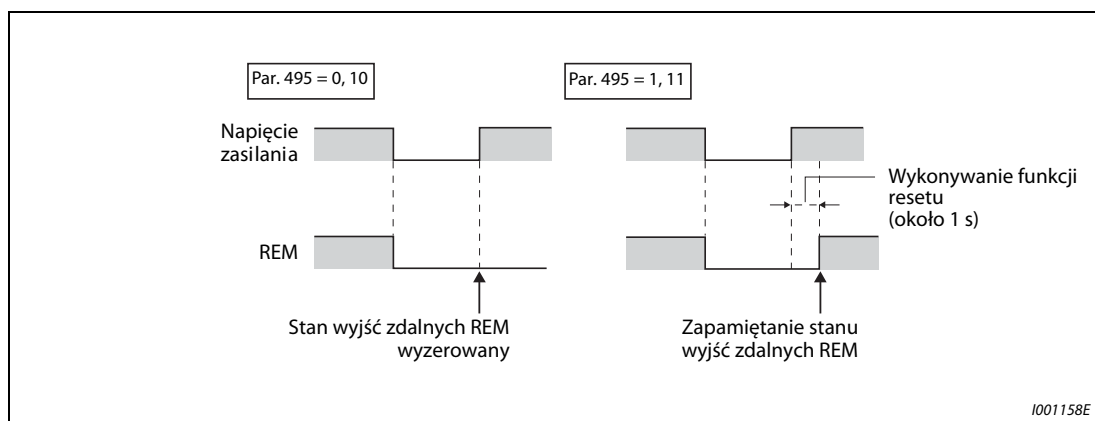 Par. 495 = 0, 10
Par. 495 = 1, 11
Napięcie
zasilania
Wykonywanie funkcji
resetu
(około 1 s)
REM
Stan wyjść zdalnych REM
wyzerowany
Zapamiętanie stanu
wyjść zdalnych REM
I001158E